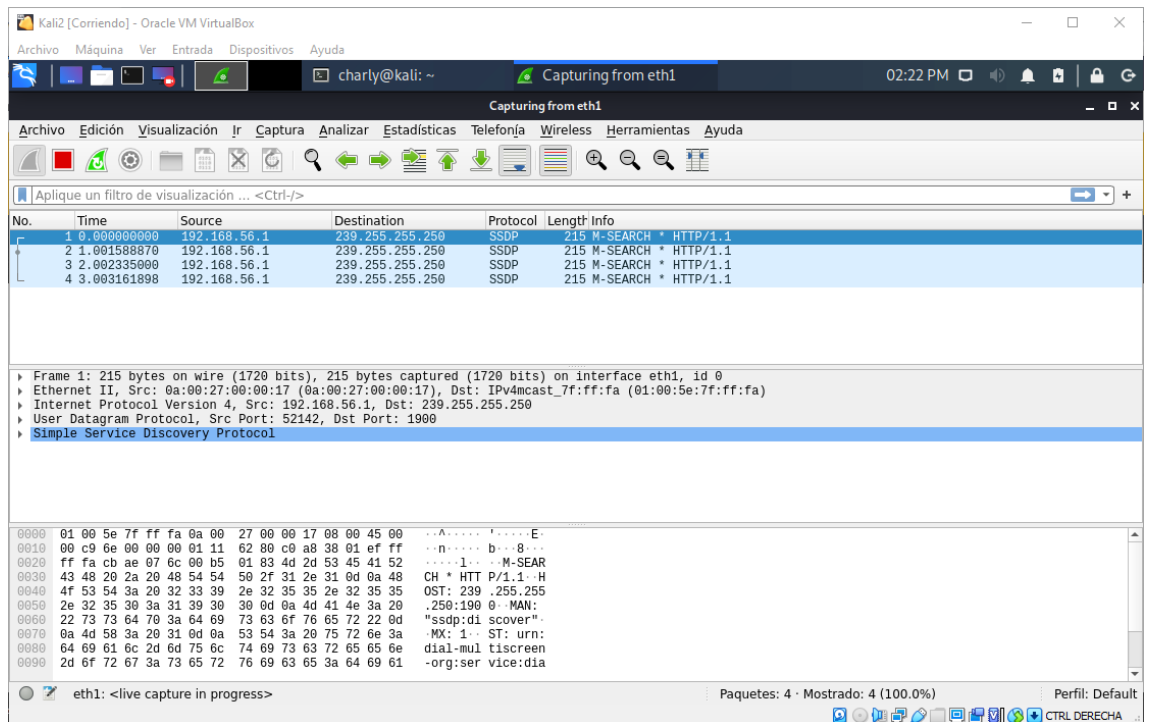 Kali2 [Corriendo] - Oracle VM VirtualBox
Archivo Máquina Ver Entrada Dispositivos Ayuda
charly@kali: ~ Capturing from eth1 02:22 PM
Capturing from eth1
Archivo Edición Visualización Ir Captura Analizar Estadísticas Telefonía Wireless Herramientas Ayuda
Aplique un filtro de visualización ... <Ctrl-/> +
No. Time Source Destination Protocol Length Info
1 0.000000000 192.168.56.1 239.255.255.250 SSDP 215 M-SEARCH * HTTP/1.1
2 1.001588870 192.168.56.1 239.255.255.250 SSDP 215 M-SEARCH * HTTP/1.1
3 2.002335000 192.168.56.1 239.255.255.250 SSDP 215 M-SEARCH * HTTP/1.1
4 3.003161898 192.168.56.1 239.255.255.250 SSDP 215 M-SEARCH * HTTP/1.1
Frame 1: 215 bytes on wire (1720 bits), 215 bytes captured (1720 bits) on interface eth1, id 0
Ethernet II, Src: 0a:00:27:00:00:17 (0a:00:27:00:00:17), Dst: IPv4mcast_7f:ff:fa (01:00:5e:7f:ff:fa)
Internet Protocol Version 4, Src: 192.168.56.1, Dst: 239.255.255.250
User Datagram Protocol, Src Port: 52142, Dst Port: 1900
Simple Service Discovery Protocol
0000 01 00 5e 7f ff fa 0a 00 27 00 00 17 08 00 45 00 ··^····· '·····E·
0010 00 c9 6e 00 00 00 01 11 62 80 c0 a8 38 01 ef ff ··n····· b···8···
0020 ff fa cb ae 07 6c 00 b5 01 83 4d 2d 53 45 41 52 ·····l·· ··M-SEAR
0030 43 48 20 2a 20 48 54 54 50 2f 31 2e 31 0d 0a 48 CH * HTT P/1.1··H
0040 4f 53 54 3a 20 32 33 39 2e 32 35 35 2e 32 35 35 OST: 239 .255.255
0050 2e 32 35 30 3a 31 39 30 30 0d 0a 4d 41 4e 3a 20 .250:190 0··MAN:
0060 22 73 73 64 70 3a 64 69 73 63 6f 76 65 72 22 0d "ssdp:di scover"·
0070 0a 4d 58 3a 20 31 0d 0a 53 54 3a 20 75 72 6e 3a ·MX: 1·· ST: urn:
0080 64 69 61 6c 2d 6d 75 6c 74 69 73 63 72 65 65 6e dial-mul tiscreen
0090 2d 6f 72 67 3a 73 65 72 76 69 63 65 3a 64 69 61 -org:ser vice:dia
eth1: <live capture in progress> Paquetes: 4 · Mostrado: 4 (100.0%) Perfil: Default
CTRL DERECHA